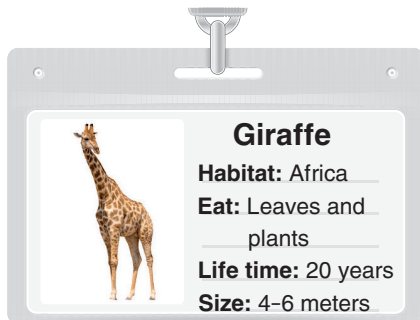 Giraffe
Habitat: Africa
Eat: Leaves and
plants
Life time: 20 years
Size: 4-6 meters